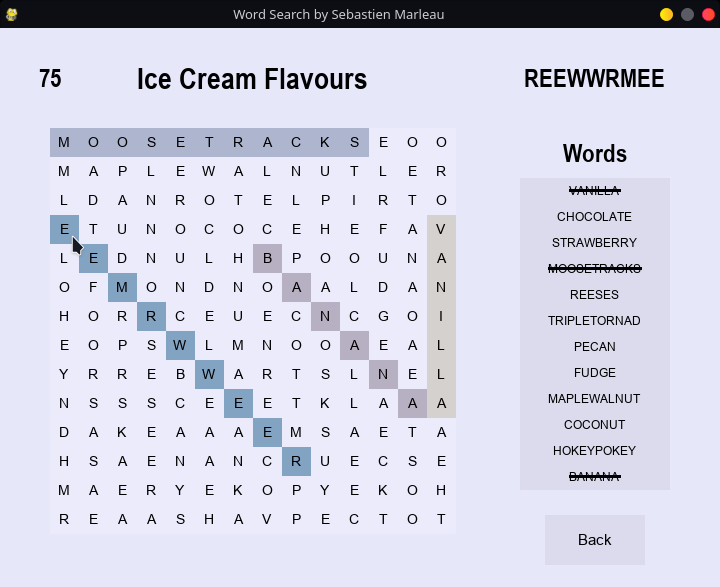 Word Search by Sebastien Marleau
75
Ice Cream Flavours
REEWWRMEE
M O O S E T R A C K S E O O
M A P L E W A L N U T L E R
L D A N R O T E L P I R T O
E T U N O C O C E H E F A V
L E D N U L H B P O O U N A
O F M O N D N O A A L D A N
H O R R C E U E C N C G O I
E O P S W L M N O O A E A L
Y R R E B W A R T S L N E L
N S S S C E E E T K L A A A
D A K E A A A E M S A E T A
H S A E N A N C R U E C S E
M A E R Y E K O P Y E K O H
R E A A S H A V P E C T O T
Words
VANILLA
CHOCOLATE
STRAWBERRY
MOOSETRACKS
REESES
TRIPLETORNAD
PECAN
FUDGE
MAPLEWALNUT
COCONUT
HOKEYPOKEY
BANANA
Back